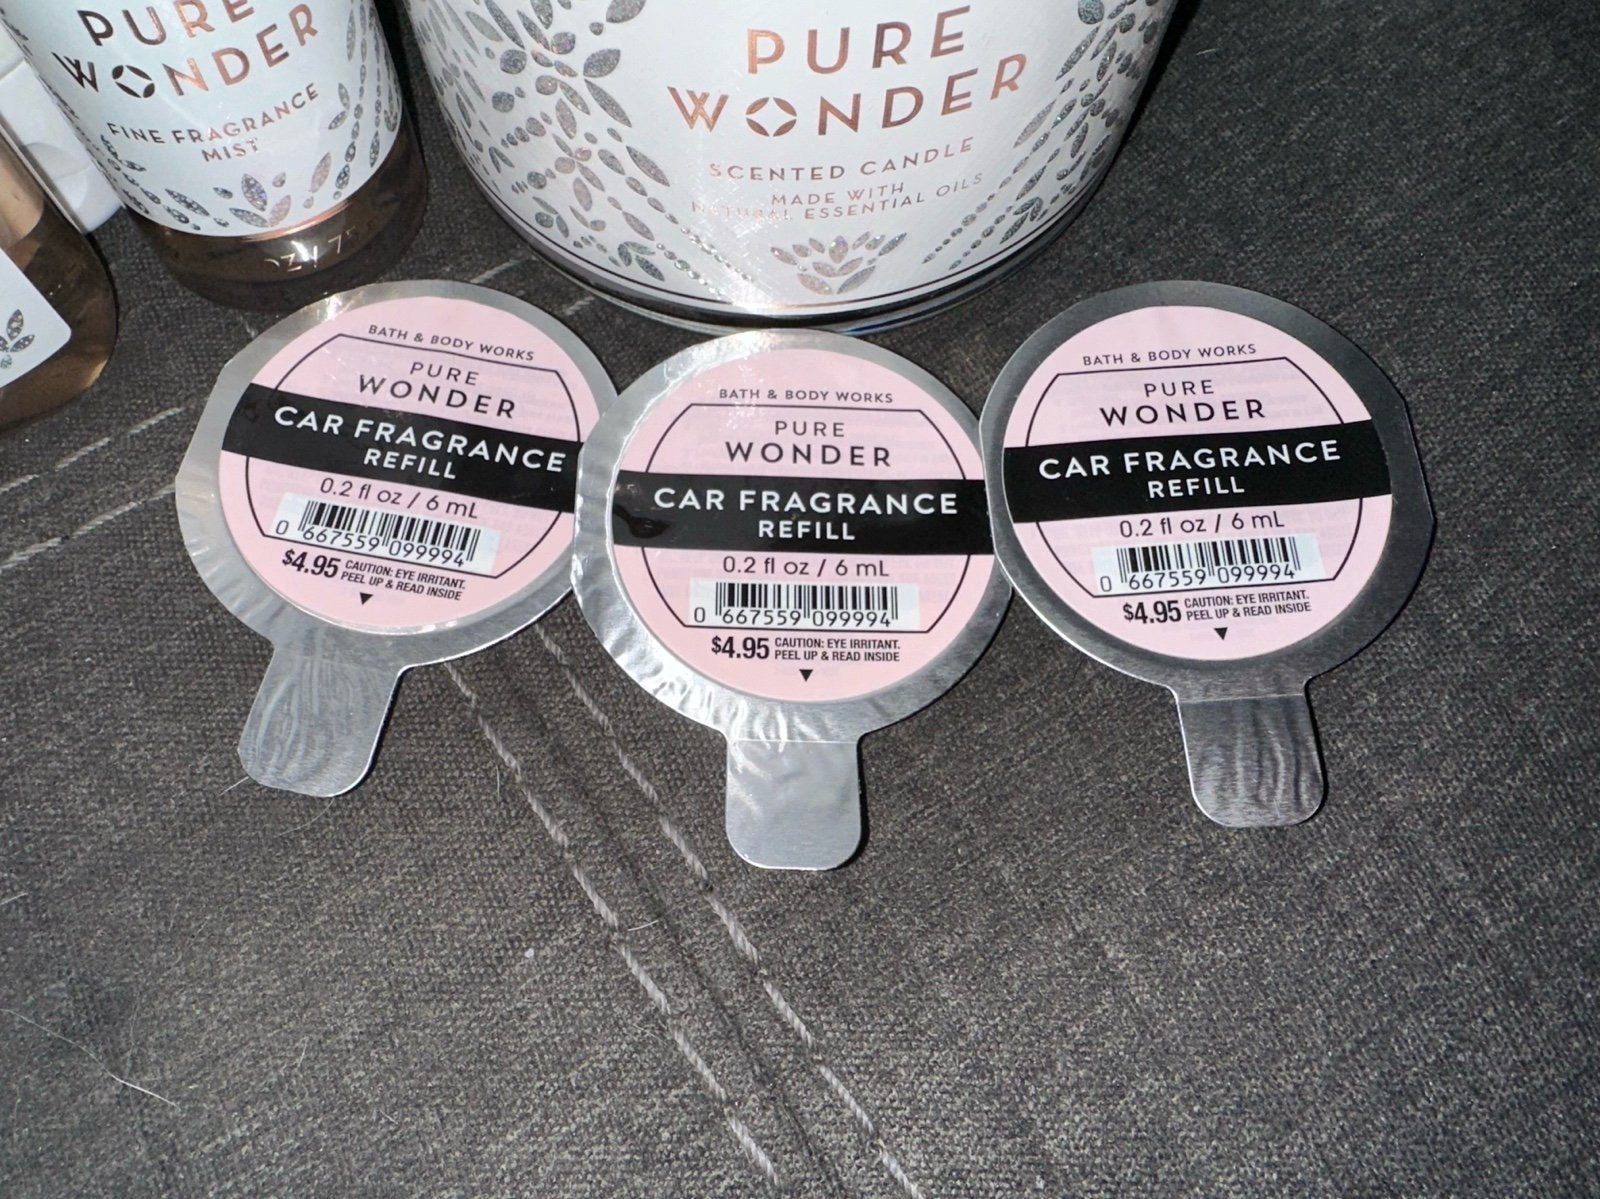 PURE
WONDER
FINE FRAGRANCE
MIST
PURE
WONDER
SCENTED CANDLE
MADE WITH
NATURAL ESSENTIAL OILS
BATH & BODY WORKS
PURE
WONDER
CAR FRAGRANCE
REFILL
0.2 fl oz / 6 mL
0 667559 099994
$4.95 CAUTION: EYE IRRITANT.
PEEL UP & READ INSIDE
BATH & BODY WORKS
PURE
WONDER
CAR FRAGRANCE
REFILL
0.2 fl oz / 6 mL
0 667559 099994
$4.95 CAUTION: EYE IRRITANT.
PEEL UP & READ INSIDE
BATH & BODY WORKS
PURE
WONDER
CAR FRAGRANCE
REFILL
0.2 fl oz / 6 mL
0 667559 099994
$4.95 CAUTION: EYE IRRITANT.
PEEL UP & READ INSIDE